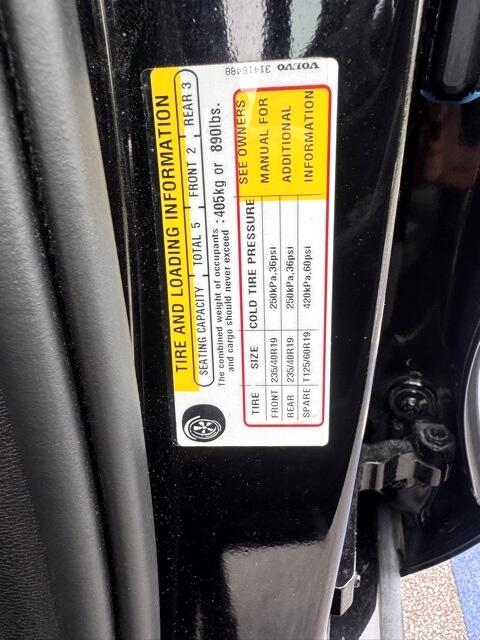 TIRE AND LOADING INFORMATION
SEATING CAPACITY TOTAL 5 FRONT 2 REAR 3
The combined weight of occupants and cargo should never exceed : 405kg or 890lbs.
TIRE SIZE COLD TIRE PRESSURE SEE OWNERS
FRONT 235/40R19 250kPa,36psi MANUAL FOR
REAR 235/40R19 250kPa,36psi ADDITIONAL
SPARE T125/60R19 420kPa,60psi INFORMATION
VOLVO 31416488